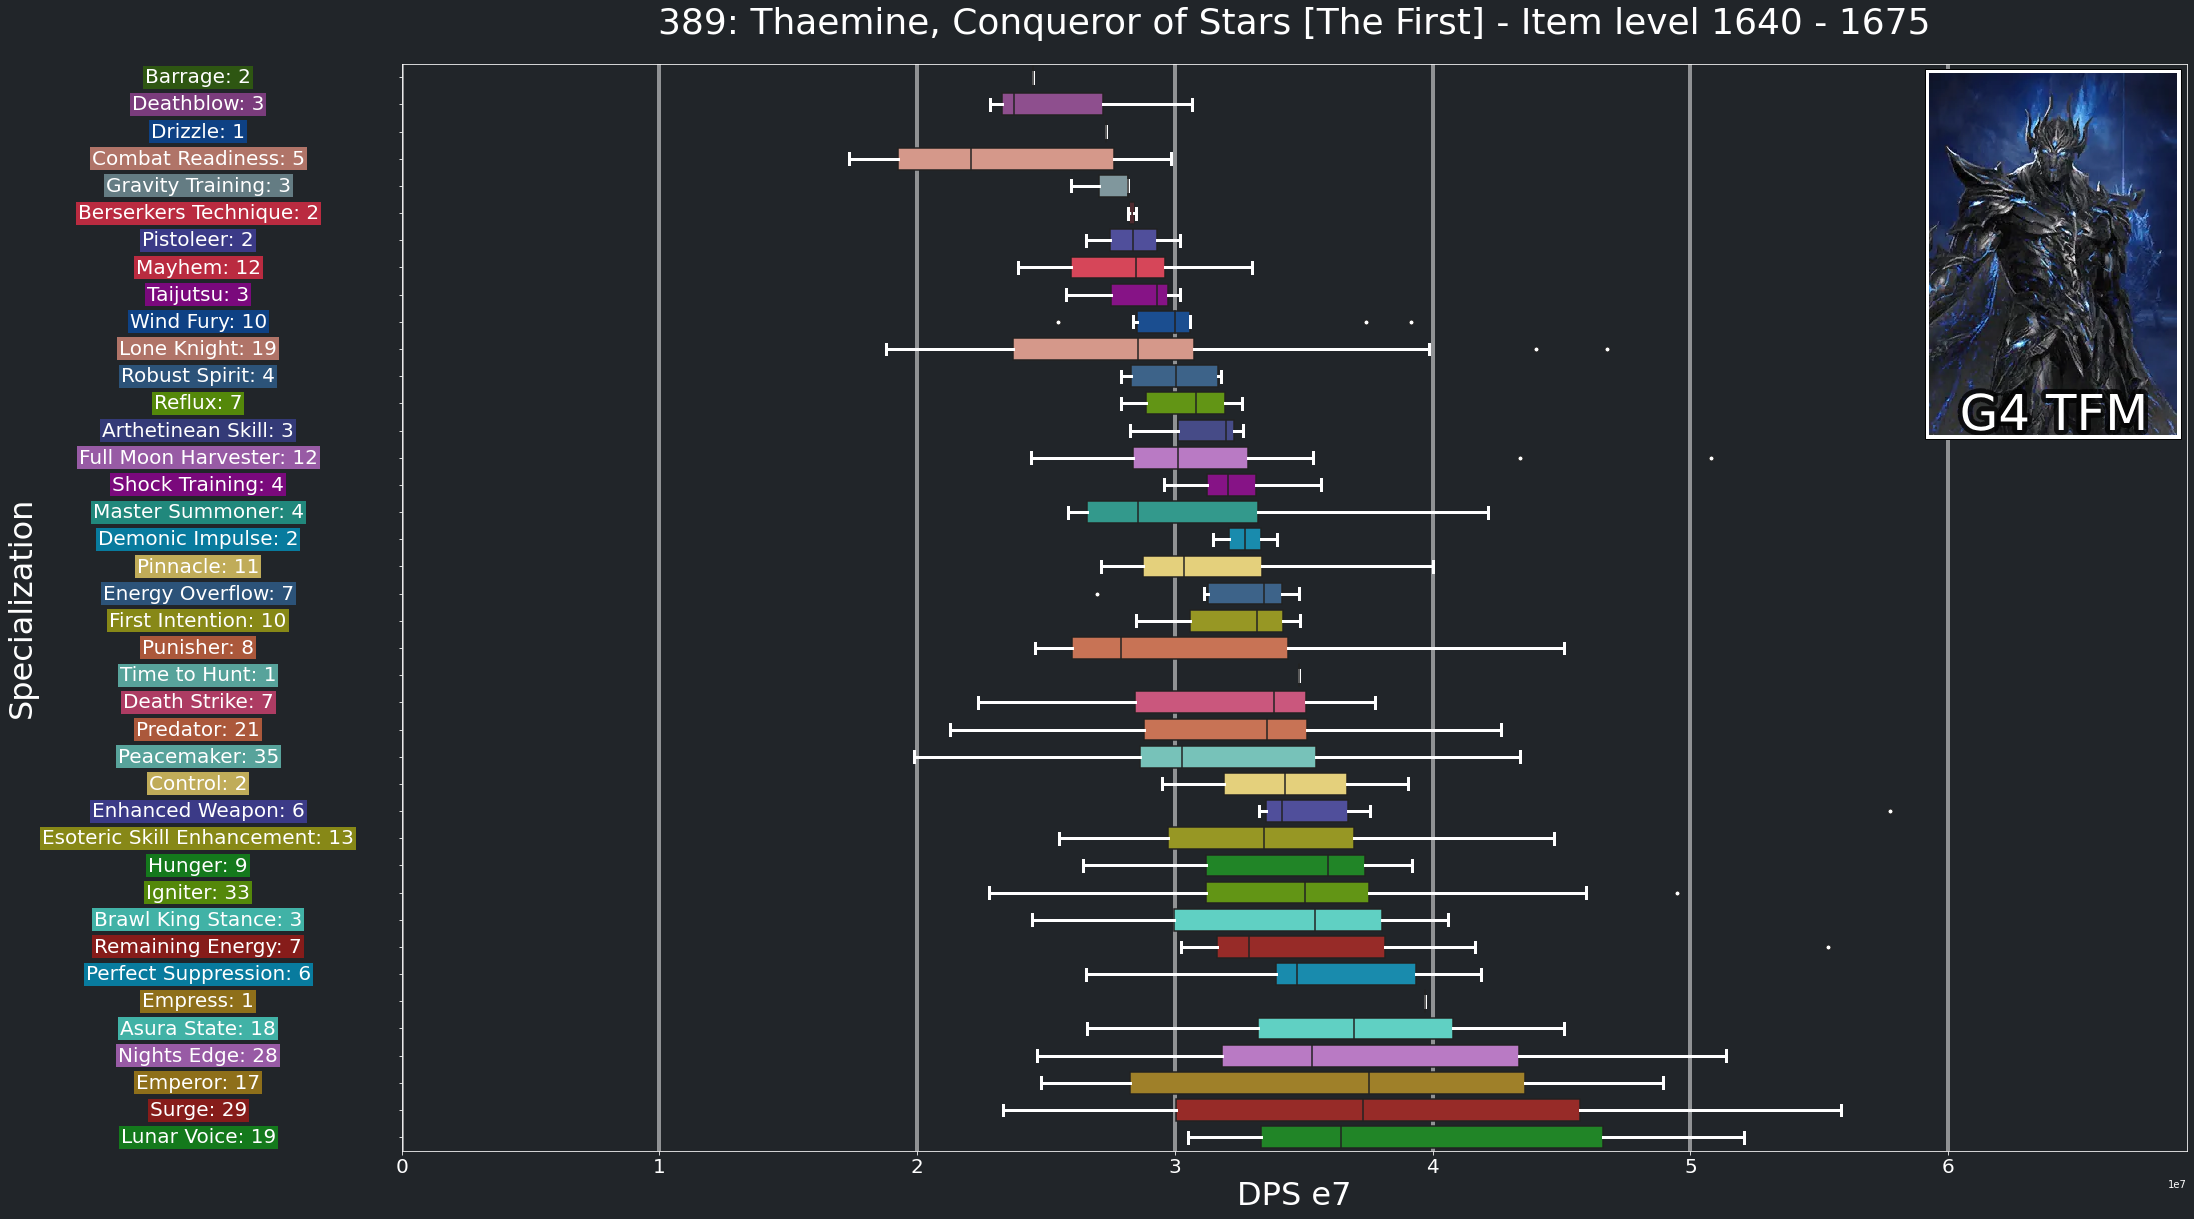 389: Thaemine, Conqueror of Stars [The First] - Item level 1640 - 1675
Barrage: 2
Deathblow: 3
Drizzle: 1
Combat Readiness: 5
Gravity Training: 3
Berserkers Technique: 2
Pistoleer: 2
Mayhem: 12
Taijutsu: 3
Wind Fury: 10
Lone Knight: 19
Robust Spirit: 4
Reflux: 7
Arthetinean Skill: 3
Full Moon Harvester: 12
Shock Training: 4
Master Summoner: 4
Demonic Impulse: 2
Pinnacle: 11
Energy Overflow: 7
First Intention: 10
Punisher: 8
Time to Hunt: 1
Death Strike: 7
Predator: 21
Peacemaker: 35
Control: 2
Enhanced Weapon: 6
Esoteric Skill Enhancement: 13
Hunger: 9
Igniter: 33
Brawl King Stance: 3
Remaining Energy: 7
Perfect Suppression: 6
Empress: 1
Asura State: 18
Nights Edge: 28
Emperor: 17
Surge: 29
Lunar Voice: 19
Specialization
G4 TFM
0 1 2 3 4 5 6
DPS e7
1e7